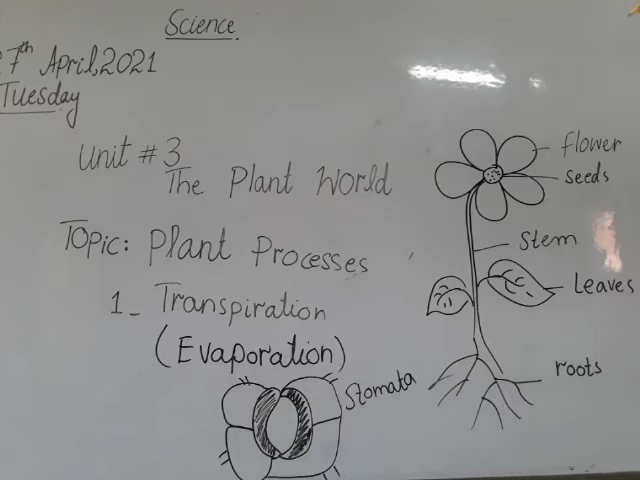 Science
27th April, 2021
Tuesday
Unit # 3
The Plant World
Topic: Plant Processes
1_ Transpiration
(Evaporation)
Stomata
flower
seeds
stem
Leaves
roots